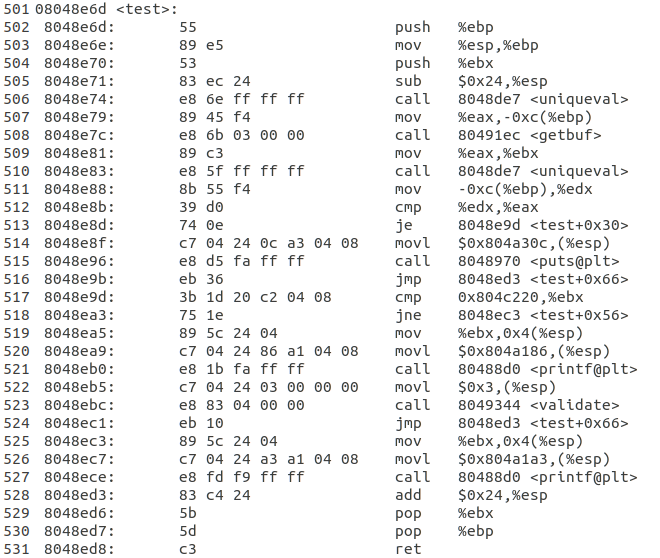 501 08048e6d <test>:
502 8048e6d: 55 push %ebp
503 8048e6e: 89 e5 mov %esp,%ebp
504 8048e70: 53 push %ebx
505 8048e71: 83 ec 24 sub $0x24,%esp
506 8048e74: e8 6e ff ff ff call 8048de7 <uniqueval>
507 8048e79: 89 45 f4 mov %eax,-0xc(%ebp)
508 8048e7c: e8 6b 03 00 00 call 80491ec <getbuf>
509 8048e81: 89 c3 mov %eax,%ebx
510 8048e83: e8 5f ff ff ff call 8048de7 <uniqueval>
511 8048e88: 8b 55 f4 mov -0xc(%ebp),%edx
512 8048e8b: 39 d0 cmp %edx,%eax
513 8048e8d: 74 0e je 8048e9d <test+0x30>
514 8048e8f: c7 04 24 0c a3 04 08 movl $0x804a30c,(%esp)
515 8048e96: e8 d5 fa ff ff call 8048970 <puts@plt>
516 8048e9b: eb 36 jmp 8048ed3 <test+0x66>
517 8048e9d: 3b 1d 20 c2 04 08 cmp 0x804c220,%ebx
518 8048ea3: 75 1e jne 8048ec3 <test+0x56>
519 8048ea5: 89 5c 24 04 mov %ebx,0x4(%esp)
520 8048ea9: c7 04 24 86 a1 04 08 movl $0x804a186,(%esp)
521 8048eb0: e8 1b fa ff ff call 80488d0 <printf@plt>
522 8048eb5: c7 04 24 03 00 00 00 movl $0x3,(%esp)
523 8048ebc: e8 83 04 00 00 call 8049344 <validate>
524 8048ec1: eb 10 jmp 8048ed3 <test+0x66>
525 8048ec3: 89 5c 24 04 mov %ebx,0x4(%esp)
526 8048ec7: c7 04 24 a3 a1 04 08 movl $0x804a1a3,(%esp)
527 8048ece: e8 fd f9 ff ff call 80488d0 <printf@plt>
528 8048ed3: 83 c4 24 add $0x24,%esp
529 8048ed6: 5b pop %ebx
530 8048ed7: 5d pop %ebp
531 8048ed8: c3 ret